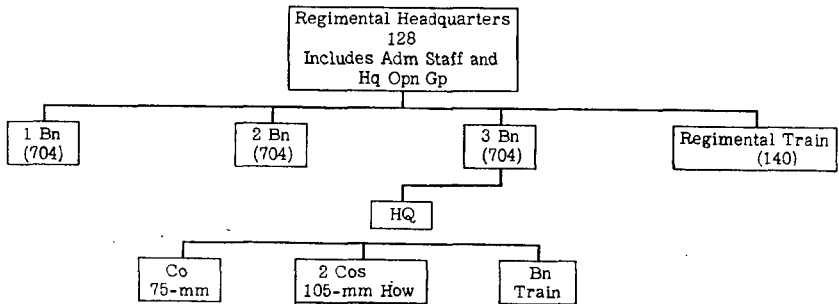 Regimental Headquarters
128
Includes Adm Staff and
Hq Opn Gp
1 Bn
(704)
2 Bn
(704)
3 Bn
(704)
Regimental Train
(140)
HQ
Co
75-mm
2 Cos
105-mm How
Bn
Train